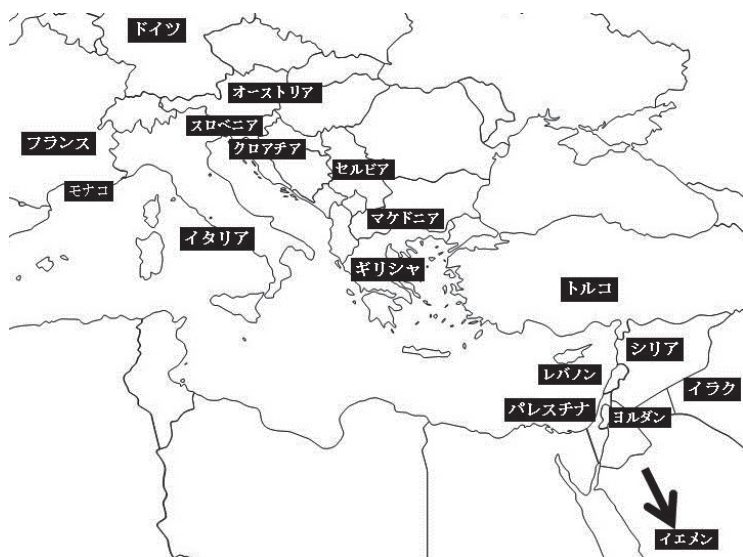 ドイツ
オーストリア
スロベニア
フランス
クロアチア
セルビア
モナコ
マケドニア
イタリア
ギリシャ
トルコ
シリア
レバノン
イラク
パレスチナ
ヨルダン
イエメン